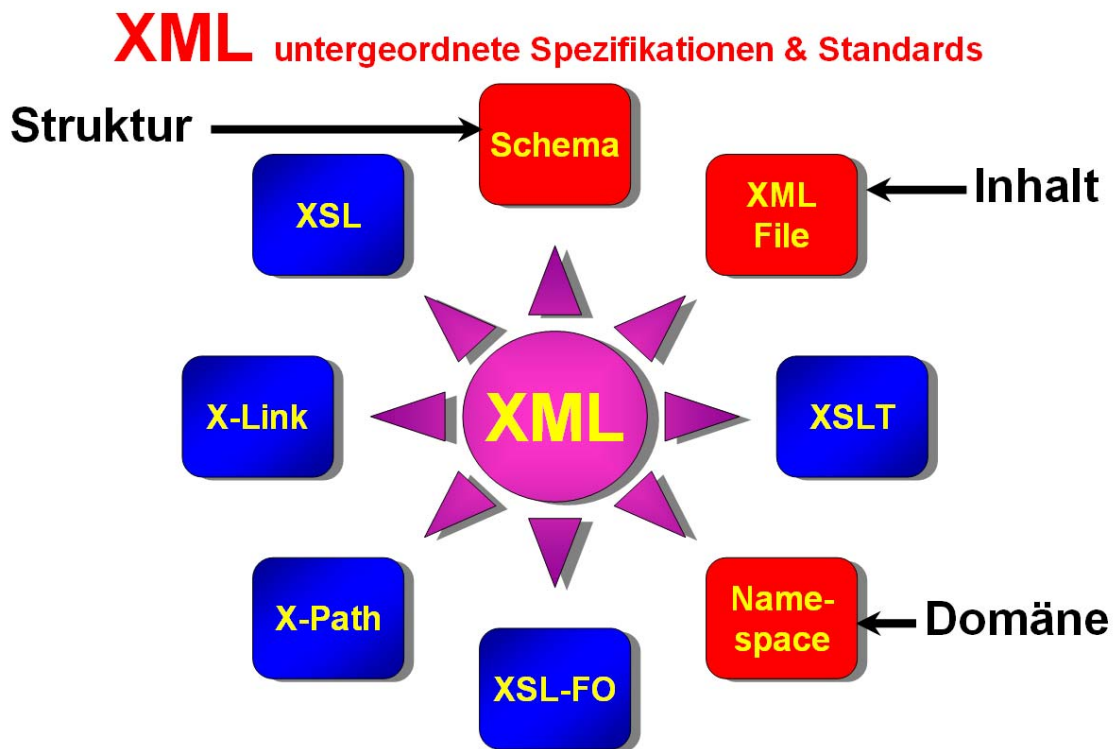 XML untergeordnete Spezifikationen & Standards
Struktur
Schema
XSL
XML
File
Inhalt
X-Link
XML
XSLT
X-Path
XSL-FO
Name-
space
Domäne